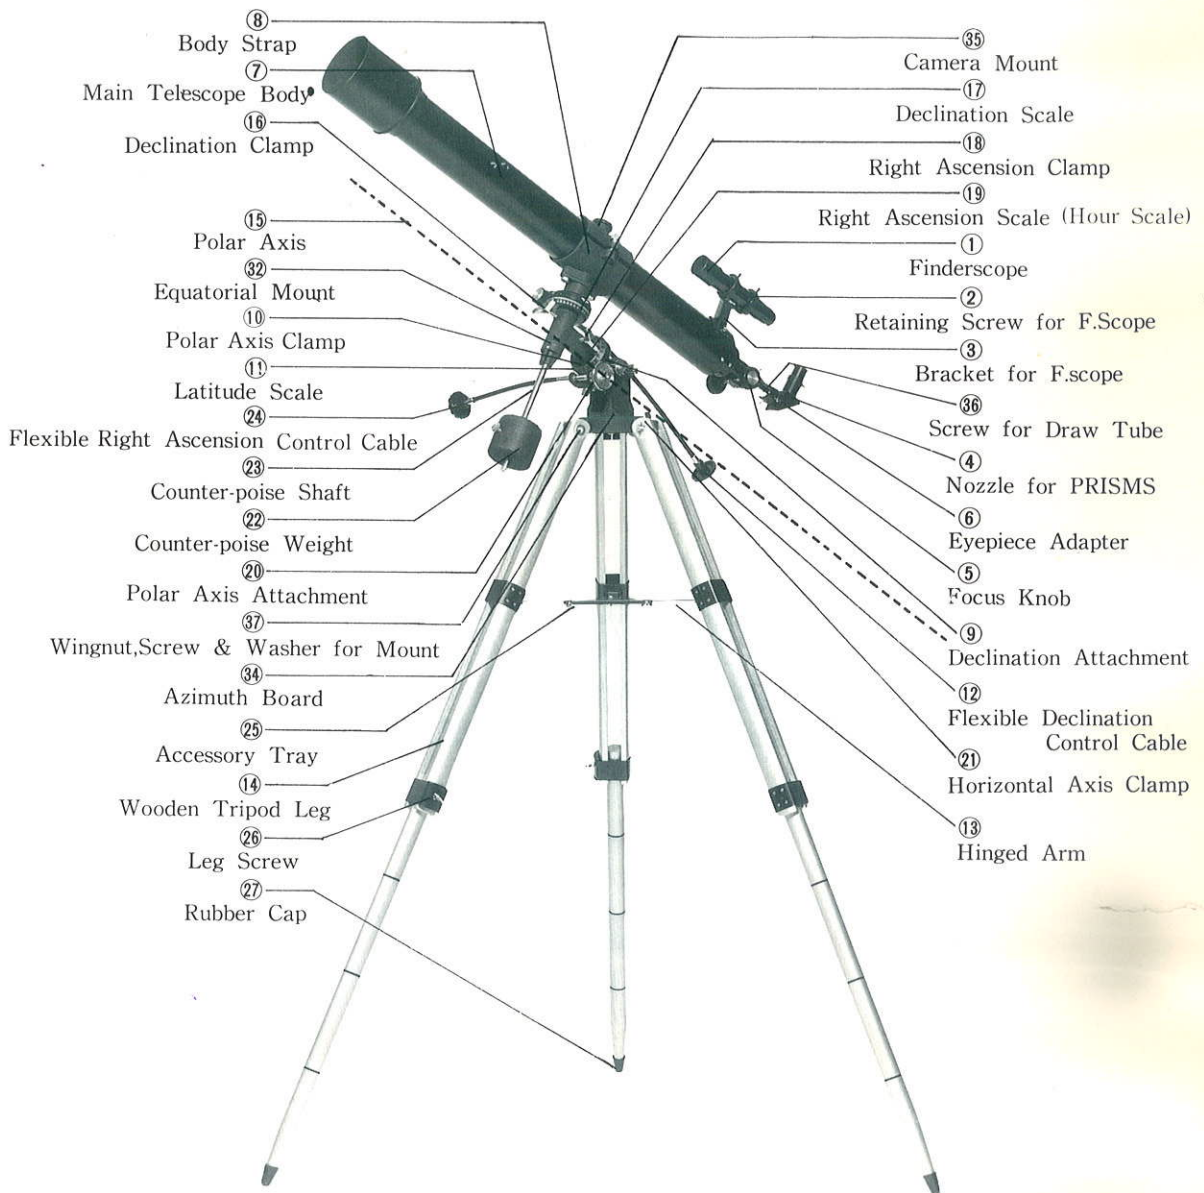 ⑧
Body Strap
⑦
Main Telescope Body
⑯
Declination Clamp
⑮
Polar Axis
㉜
Equatorial Mount
⑩
Polar Axis Clamp
⑪
Latitude Scale
㉔
Flexible Right Ascension Control Cable
㉓
Counter-poise Shaft
㉒
Counter-poise Weight
⑳
Polar Axis Attachment
㊲
Wingnut,Screw & Washer for Mount
㉞
Azimuth Board
㉕
Accessory Tray
⑭
Wooden Tripod Leg
㉖
Leg Screw
㉗
Rubber Cap
㉟
Camera Mount
⑰
Declination Scale
⑱
Right Ascension Clamp
⑲
Right Ascension Scale (Hour Scale)
①
Finderscope
②
Retaining Screw for F.Scope
③
Bracket for F.scope
㊱
Screw for Draw Tube
④
Nozzle for PRISMS
⑥
Eyepiece Adapter
⑤
Focus Knob
⑨
Declination Attachment
⑫
Flexible Declination
Control Cable
㉑
Horizontal Axis Clamp
⑬
Hinged Arm